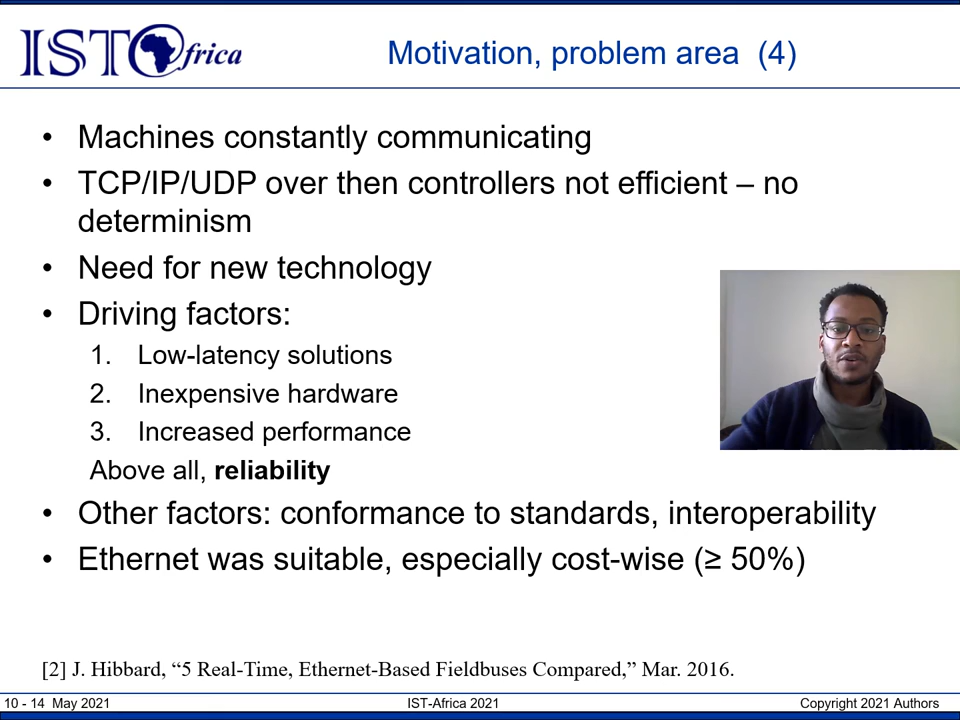 IST Africa
Motivation, problem area (4)
• Machines constantly communicating
• TCP/IP/UDP over then controllers not efficient – no
determinism
• Need for new technology
• Driving factors:
1. Low-latency solutions
2. Inexpensive hardware
3. Increased performance
Above all, reliability
• Other factors: conformance to standards, interoperability
• Ethernet was suitable, especially cost-wise (≥ 50%)
[2] J. Hibbard, “5 Real-Time, Ethernet-Based Fieldbuses Compared,” Mar. 2016.
10 - 14 May 2021
IST-Africa 2021
Copyright 2021 Authors